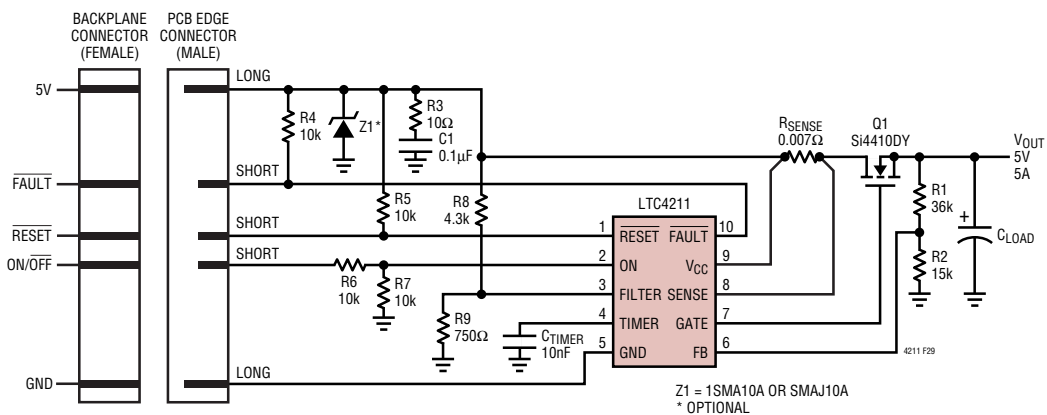 BACKPLANE
CONNECTOR
(FEMALE)
PCB EDGE
CONNECTOR
(MALE)
LONG
5V
R4
10k
Z1*
R3
10Ω
C1
0.1µF
RSENSE
0.007Ω
Q1
Si4410DY
VOUT
5V
5A
SHORT
FAULT
R5
10k
R8
4.3k
R1
36k
+
CLOAD
LTC4211
SHORT
RESET
1
RESET
FAULT
10
SHORT
ON/OFF
2
ON
VCC
9
R6
10k
R7
10k
R2
15k
3
FILTER
SENSE
8
R9
750Ω
CTIMER
10nF
4
TIMER
GATE
7
5
GND
FB
6
4211 F29
LONG
GND
Z1 = 1SMA10A OR SMAJ10A
* OPTIONAL